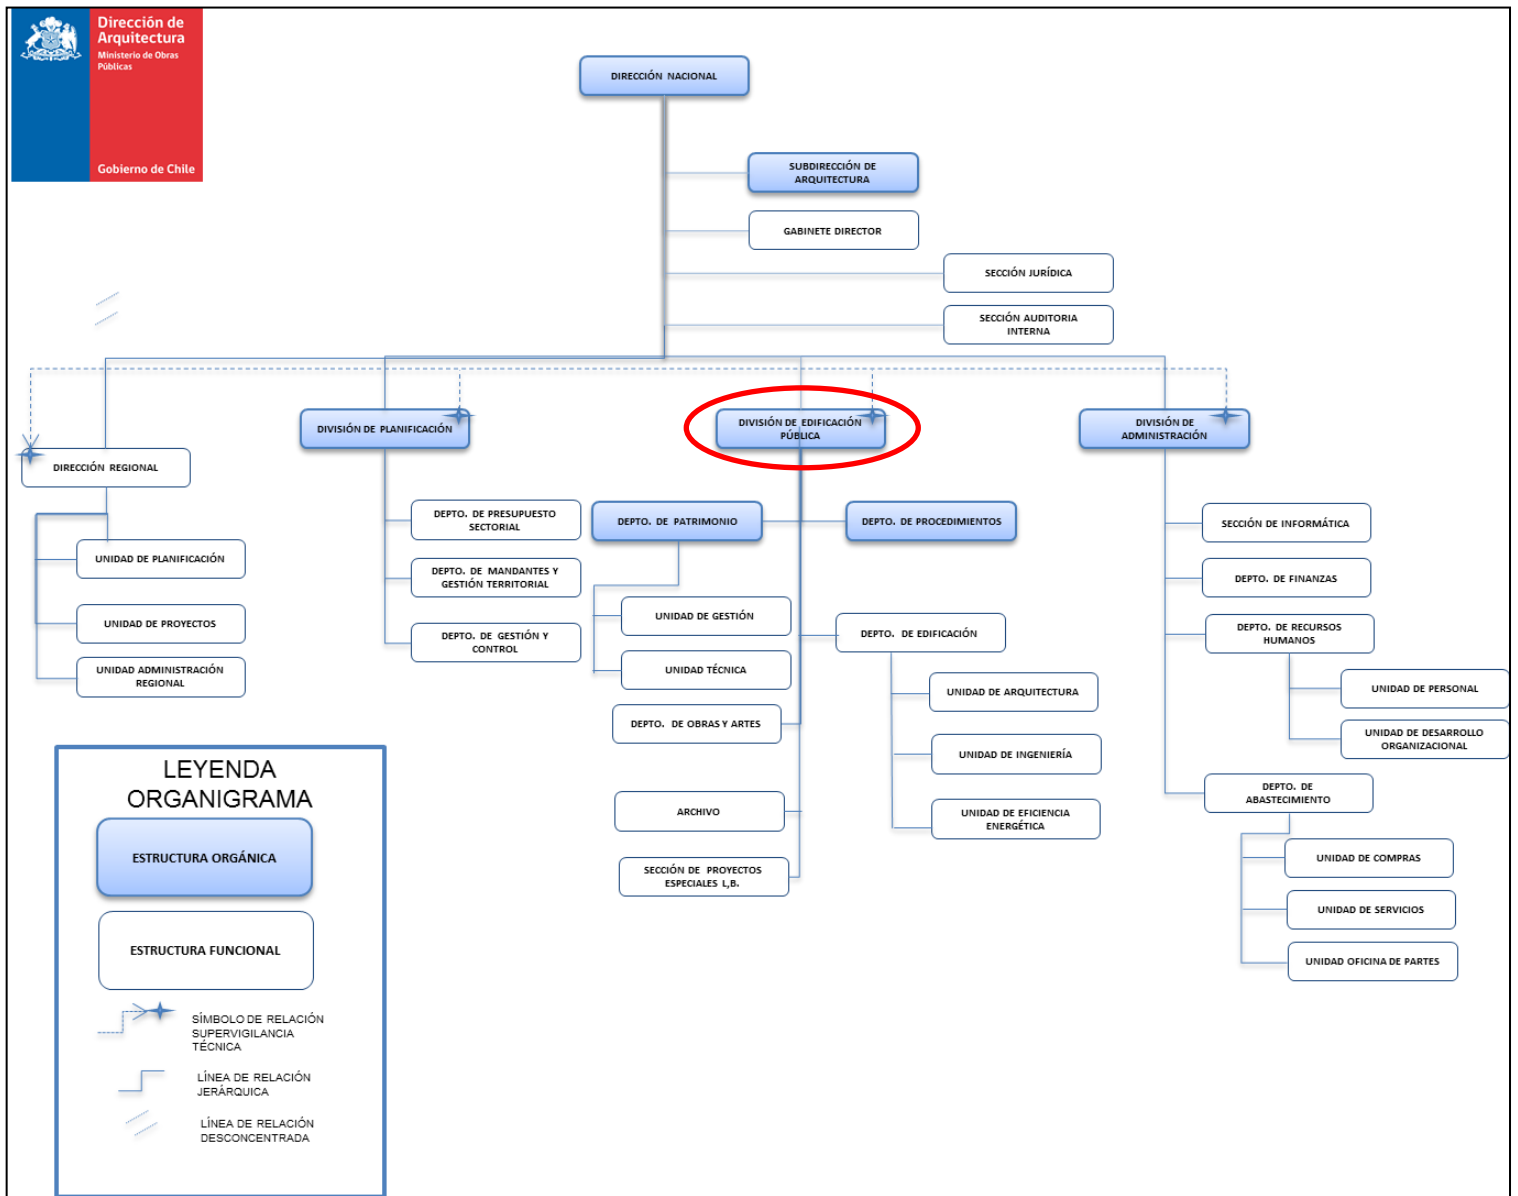 Dirección de
Arquitectura
Ministerio de Obras
Públicas
Gobierno de Chile
DIRECCIÓN NACIONAL
SUBDIRECCIÓN DE
ARQUITECTURA
GABINETE DIRECTOR
SECCIÓN JURÍDICA
SECCIÓN AUDITORIA
INTERNA
DIRECCIÓN REGIONAL
UNIDAD DE PLANIFICACIÓN
UNIDAD DE PROYECTOS
UNIDAD ADMINISTRACIÓN
REGIONAL
DIVISIÓN DE PLANIFICACIÓN
DEPTO. DE PRESUPUESTO
SECTORIAL
DEPTO. DE MANDANTES Y
GESTIÓN TERRITORIAL
DEPTO. DE GESTIÓN Y
CONTROL
DIVISIÓN DE EDIFICACIÓN
PÚBLICA
DEPTO. DE PATRIMONIO
UNIDAD DE GESTIÓN
UNIDAD TÉCNICA
DEPTO. DE OBRAS Y ARTES
ARCHIVO
SECCIÓN DE PROYECTOS
ESPECIALES L,B.
DEPTO. DE PROCEDIMIENTOS
DEPTO. DE EDIFICACIÓN
UNIDAD DE ARQUITECTURA
UNIDAD DE INGENIERÍA
UNIDAD DE EFICIENCIA
ENERGÉTICA
DIVISIÓN DE
ADMINISTRACIÓN
SECCIÓN DE INFORMÁTICA
DEPTO. DE FINANZAS
DEPTO. DE RECURSOS
HUMANOS
UNIDAD DE PERSONAL
UNIDAD DE DESARROLLO
ORGANIZACIONAL
DEPTO. DE
ABASTECIMIENTO
UNIDAD DE COMPRAS
UNIDAD DE SERVICIOS
UNIDAD OFICINA DE PARTES
LEYENDA
ORGANIGRAMA
ESTRUCTURA ORGÁNICA
ESTRUCTURA FUNCIONAL
SÍMBOLO DE RELACIÓN
SUPERVIGILANCIA
TÉCNICA
LÍNEA DE RELACIÓN
JERÁRQUICA
LÍNEA DE RELACIÓN
DESCONCENTRADA